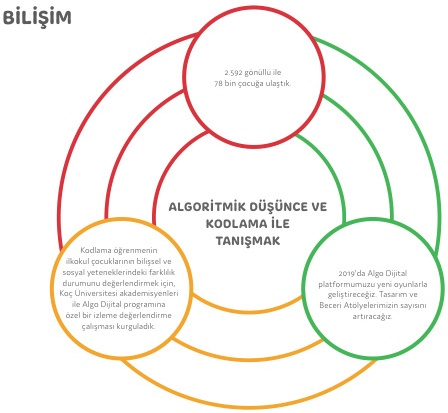 BİLİŞİM
2.592 gönüllü ile
78 bin çocuğa ulaştık.
ALGORİTMİK DÜŞÜNCE VE
KODLAMA İLE
TANIŞMAK
Kodlama öğrenmenin
ilkokul çocuklarının bilişsel ve
sosyal yeteneklerindeki farklılık
durumunu değerlendirmek için,
Koç Üniversitesi akademisyenleri
ile Algo Dijital programına
özel bir izleme değerlendirme
çalışması kurguladık.
2019'da Algo Dijital
platformumuzu yeni oyunlarla
geliştireceğiz. Tasarım ve
Beceri Atölyelerimizin sayısını
artıracağız.